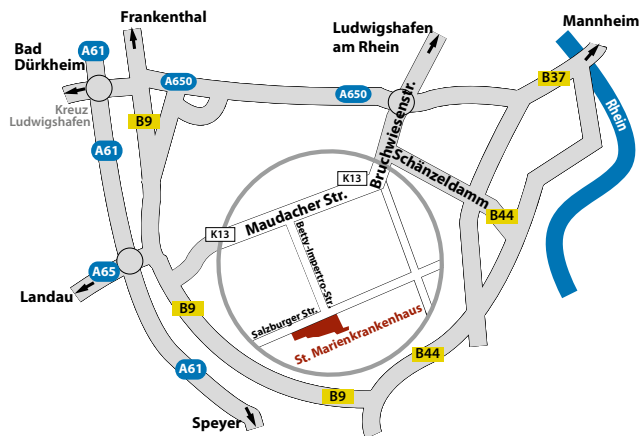 Frankenthal
Ludwigshafen
am Rhein
Mannheim
Bad
Dürkheim
A61
A650
A650
B37
Kreuz
Ludwigshafen
B9
Rhein
A61
Bruchwiesenstr.
Schänzeldamm
K13
Maudacher Str.
K13
B44
Betty-Impertro-Str.
A65
Landau
B9
Salzburger Str.
St. Marienkrankenhaus
B44
A61
B9
Speyer